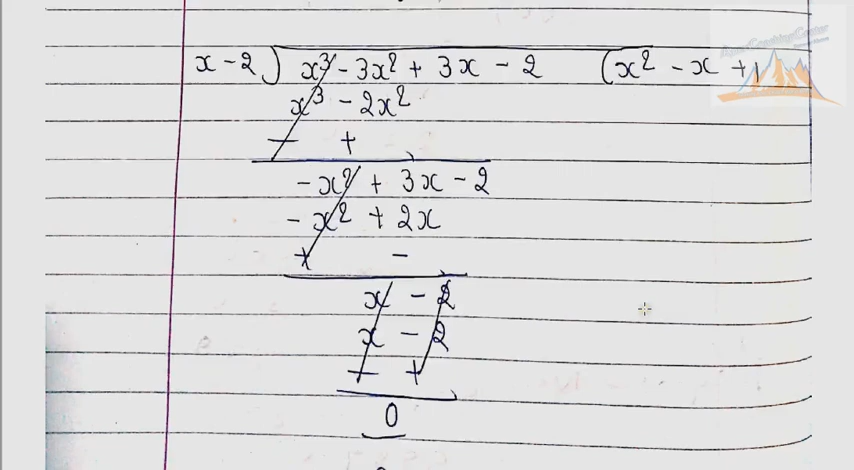 x - 2) x³ - 3x² + 3x - 2 (x² - x + 1
x³ - 2x²
- +
- x² + 3x - 2
- x² + 2x
+ -
x - 2
x - 2
- +
0